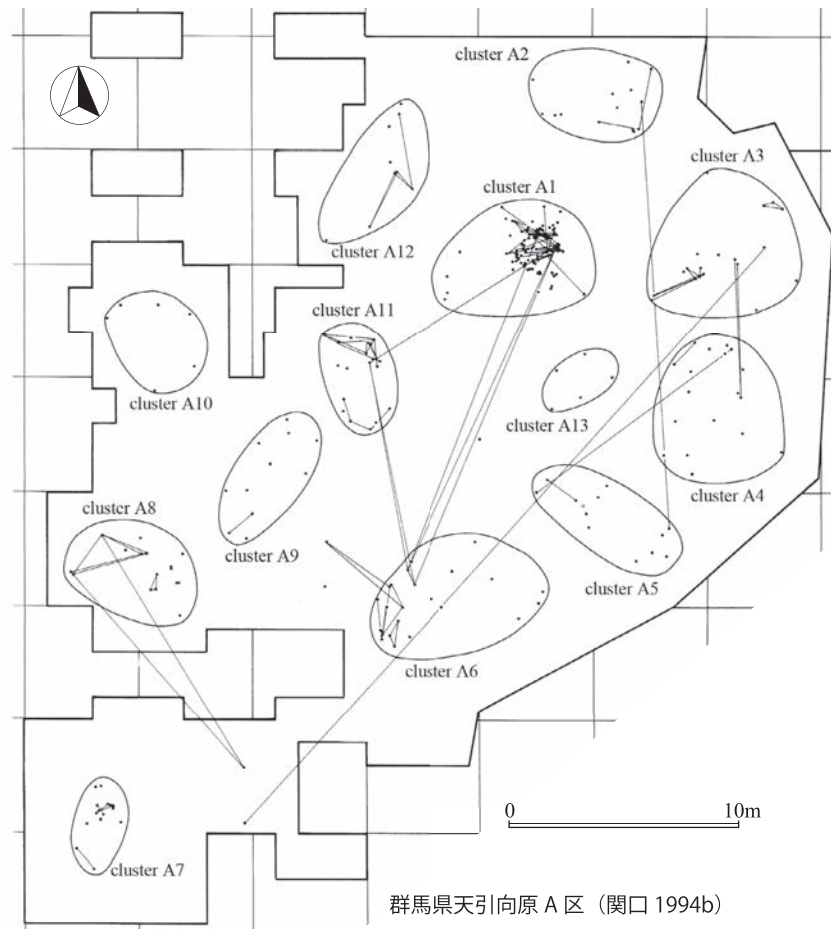 cluster A2
cluster A3
cluster A1
cluster A12
cluster A11
cluster A10
cluster A13
cluster A4
cluster A8
cluster A9
cluster A5
cluster A6
0 10m
cluster A7
群馬県天引向原 A 区（関口 1994b）